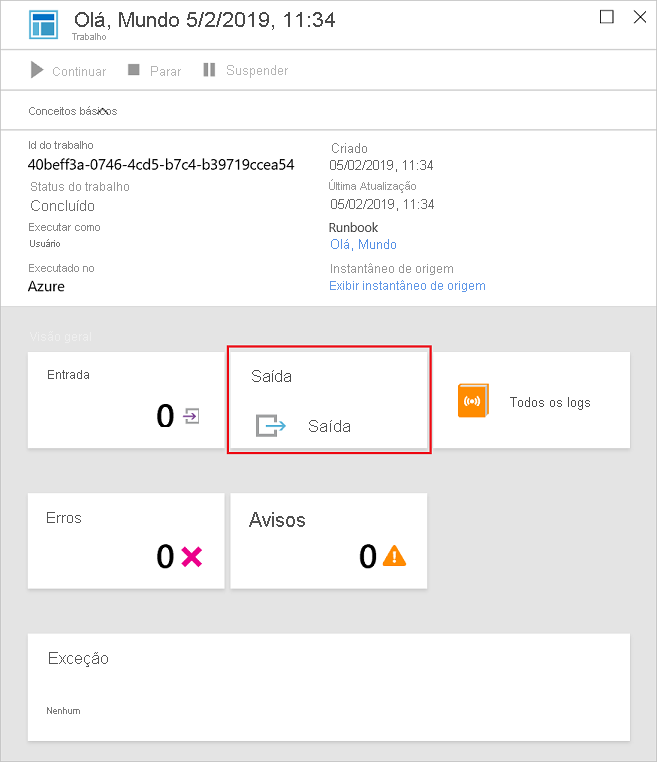 Olá, Mundo 5/2/2019, 11:34
Trabalho
Continuar Parar Suspender
Conceitos básicos
Id do trabalho
40beff3a-0746-4cd5-b7c4-b39719ccea54
Status do trabalho
Concluído
Executar como
Usuário
Executado no
Azure
Criado
05/02/2019, 11:34
Última Atualização
05/02/2019, 11:34
Runbook
Olá, Mundo
Instantâneo de origem
Exibir instantâneo de origem
Visão geral
Entrada
0
Saída
Saída
Todos os logs
Erros
0
Avisos
0
Exceção
Nenhum